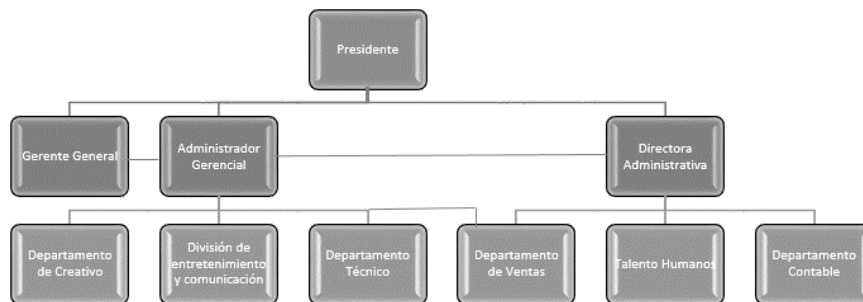 Presidente
Gerente General
Administrador
Gerencial
Directora
Administrativa
Departamento
de Creativo
División de
entretenimiento
y comunicación
Departamento
Técnico
Departamento
de Ventas
Talento Humanos
Departamento
Contable